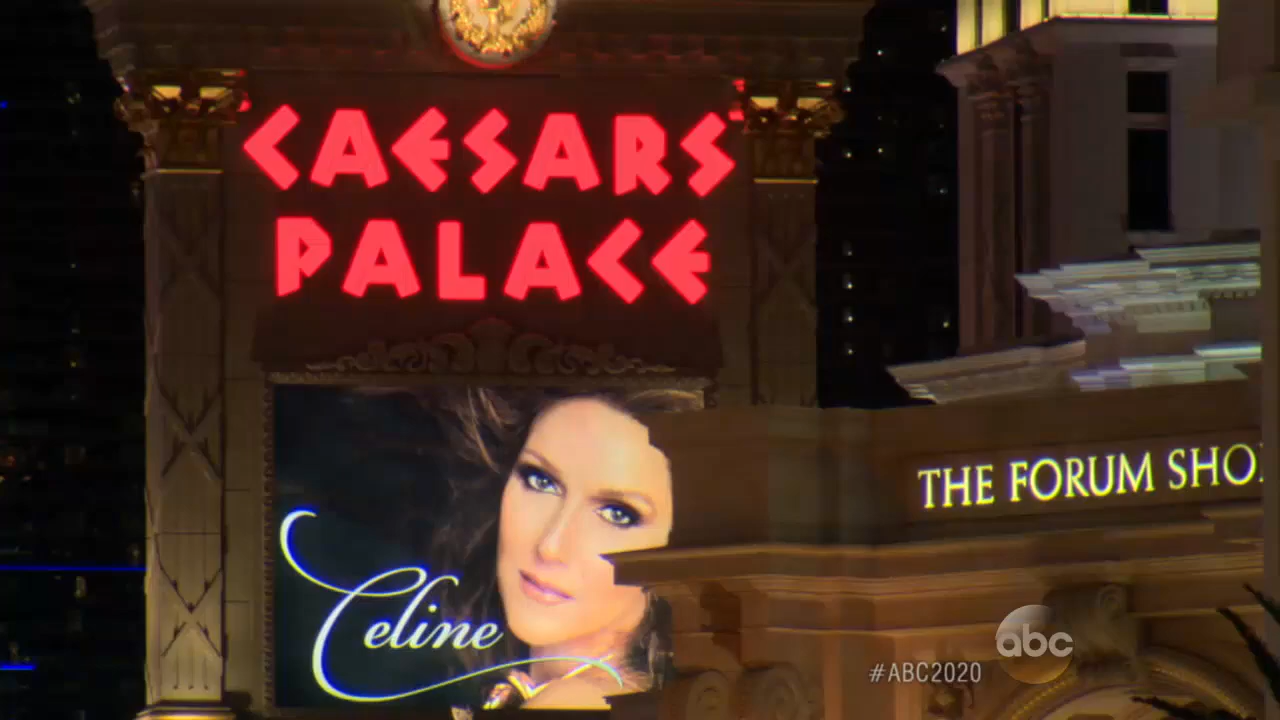 CAESARS
PALACE
THE FORUM SHO
Celine
abc
#ABC2020